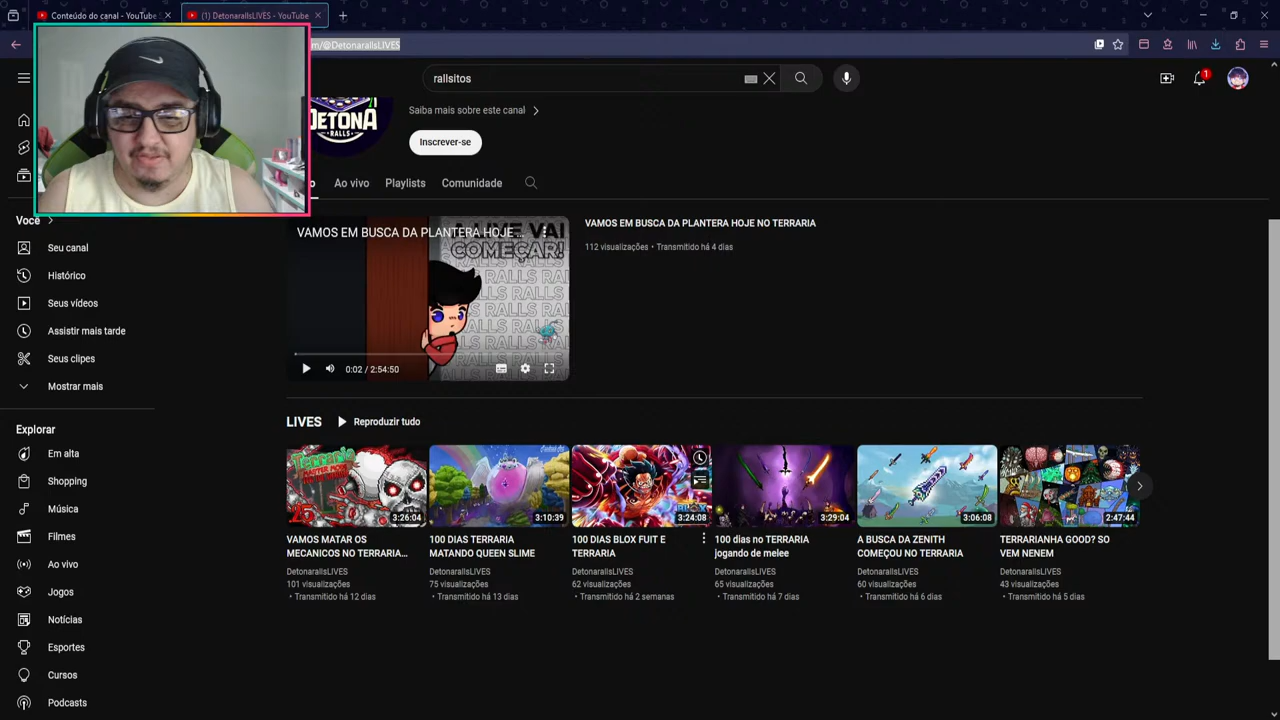 Conteúdo do canal - YouTube
(1) DetonarallsLIVES - YouTube
m/@DetonarallsLIVES
rallsitos
1
DETONA
RALLS
Saiba mais sobre este canal
Inscrever-se
Ao vivo
Playlists
Comunidade
Você
Seu canal
Histórico
Seus vídeos
Assistir mais tarde
Seus clipes
Mostrar mais
Explorar
Em alta
Shopping
Música
Filmes
Ao vivo
Jogos
Notícias
Esportes
Cursos
Podcasts
VAMOS EM BUSCA DA PLANTERA HOJE ...
COMEÇAR!
0:02 / 2:54:50
VAMOS EM BUSCA DA PLANTERA HOJE NO TERRARIA
112 visualizações • Transmitido há 4 dias
LIVES
Reproduzir tudo
Terraria
3:26:04
VAMOS MATAR OS
MECANICOS NO TERRARIA...
DetonarallsLIVES
101 visualizações
• Transmitido há 12 dias
3:10:39
100 DIAS TERRARIA
MATANDO QUEEN SLIME
DetonarallsLIVES
75 visualizações
• Transmitido há 13 dias
3:24:08
100 DIAS BLOX FUIT E
TERRARIA
DetonarallsLIVES
62 visualizações
• Transmitido há 2 semanas
3:29:04
100 dias no TERRARIA
jogando de melee
DetonarallsLIVES
65 visualizações
• Transmitido há 7 dias
3:06:08
A BUSCA DA ZENITH
COMEÇOU NO TERRARIA
DetonarallsLIVES
60 visualizações
• Transmitido há 6 dias
2:47:44
TERRARIANHA GOOD? SO
VEM NENEM
DetonarallsLIVES
43 visualizações
• Transmitido há 5 dias